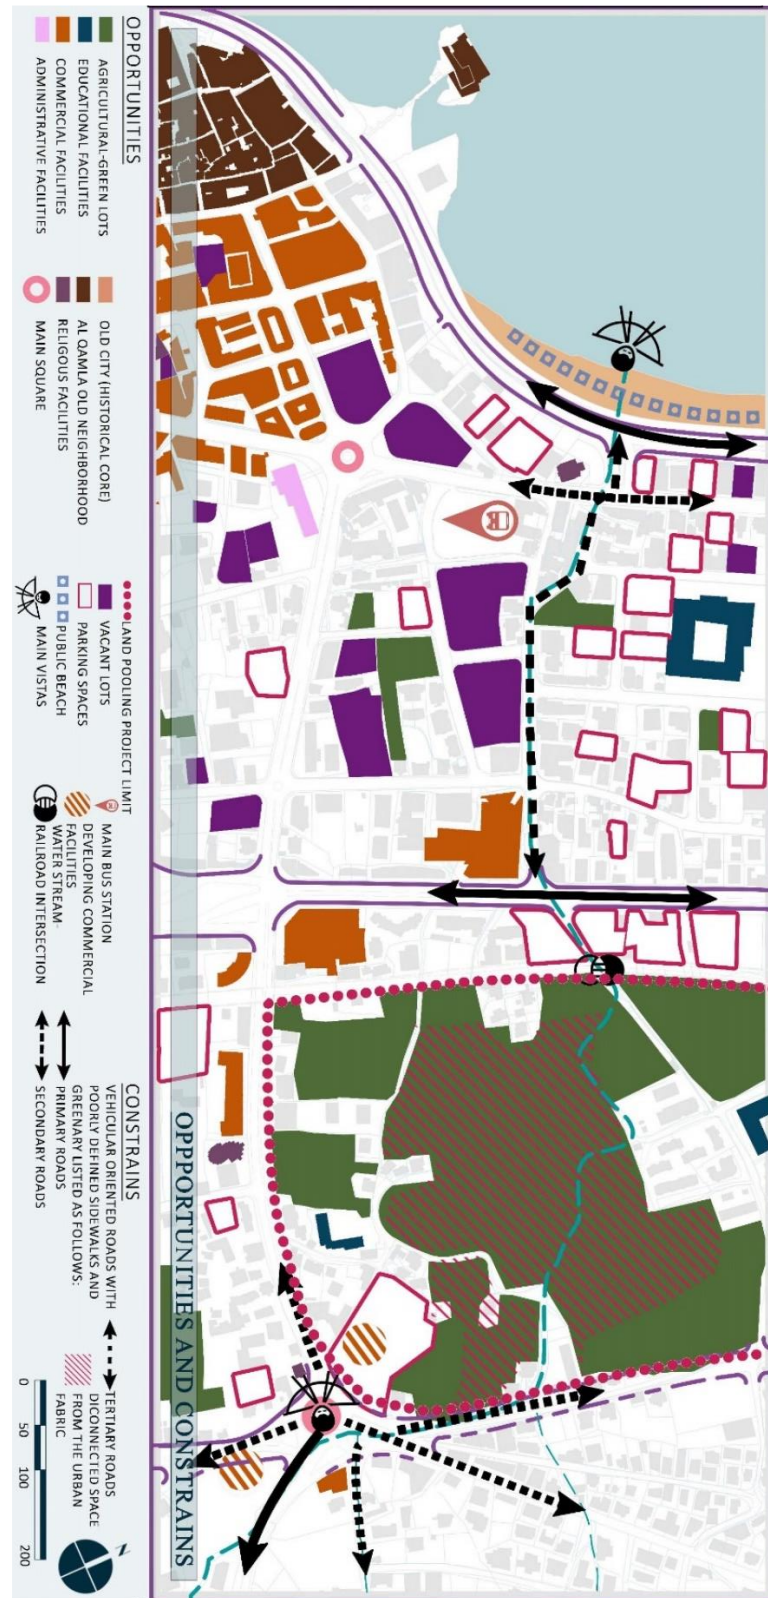 OPPPORTUNITIES AND CONSTRAINS
OPPORTUNITIES
AGRICULTURAL-GREEN LOTS
EDUCATIONAL FACILITIES
COMMERCIAL FACILITIES
ADMINISTRATIVE FACILITIES
OLD CITY (HISTORICAL CORE)
AL QAMLA OLD NEIGHBORHOOD
RELIGOUS FACILITIES
MAIN SQUARE
LAND POOLING PROJECT LIMIT
VACANT LOTS
PARKING SPACES
PUBLIC BEACH
MAIN VISTAS
MAIN BUS STATION
DEVELOPING COMMERCIAL
FACILITIES
WATER STREAM-
RAILROAD INTERSECTION
CONSTRAINS
VEHICULAR ORIENTED ROADS WITH
POORLY DEFINED SIDEWALKS AND
GREENARY LISTED AS FOLLOWS:
PRIMARY ROADS
SECONDARY ROADS
TERTIARY ROADS
DICONNECTED SPACE
FROM THE URBAN
FABRIC
0 50 100 200
N